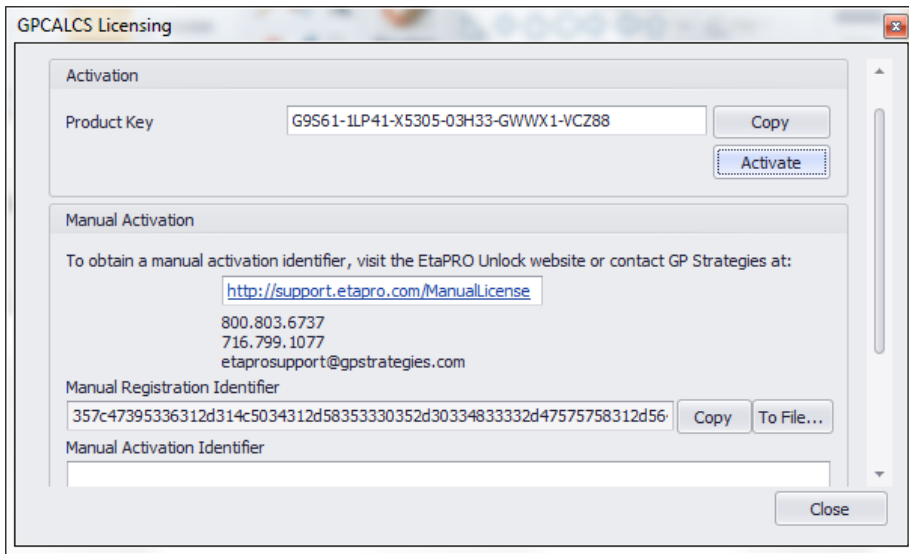 GPCALCS Licensing
Activation
Product Key G9S61-1LP41-X5305-03H33-GWWX1-VCZ88 Copy
Activate
Manual Activation
To obtain a manual activation identifier, visit the EtaPRO Unlock website or contact GP Strategies at:
http://support.etapro.com/ManualLicense
800.803.6737
716.799.1077
etaprosupport@gpstrategies.com
Manual Registration Identifier
357c47395336312d314c5034312d58353330352d30334833332d47575758312d56 Copy To File...
Manual Activation Identifier
Close